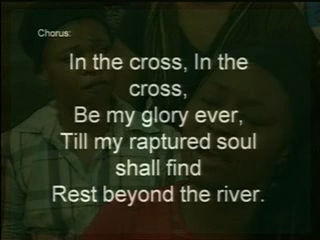 Chorus:
In the cross, In the
cross,
Be my glory ever,
Till my raptured soul
shall find
Rest beyond the river.